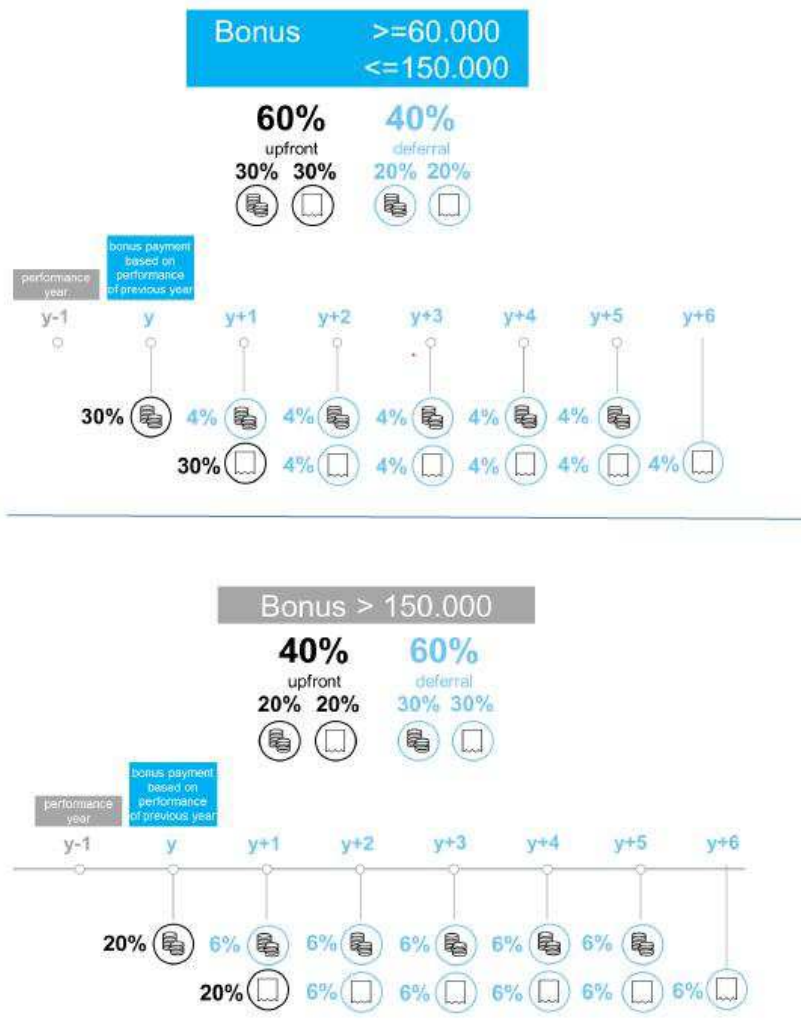 Bonus >=60.000
<=150.000
60% 40%
upfront deferral
30% 30% 20% 20%
bonus payment
based on
performance
of previous year
performance
year
y-1 y y+1 y+2 y+3 y+4 y+5 y+6
30% 4% 4% 4% 4% 4%
30% 4% 4% 4% 4% 4%
Bonus > 150.000
40% 60%
upfront deferral
20% 20% 30% 30%
bonus payment
based on
performance
of previous year
performance
year
y-1 y y+1 y+2 y+3 y+4 y+5 y+6
20% 6% 6% 6% 6% 6%
20% 6% 6% 6% 6% 6%